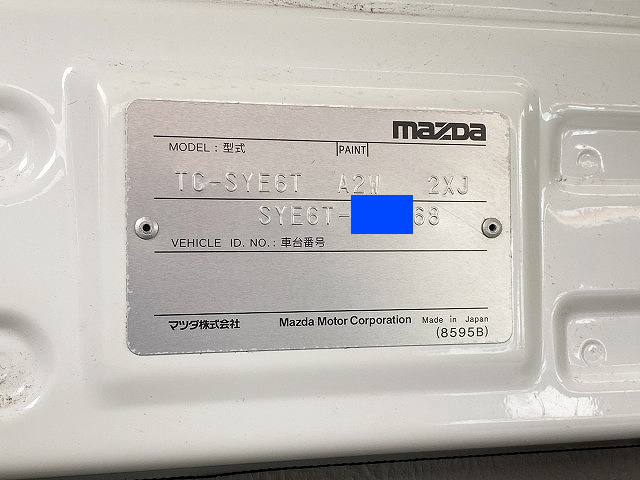 mazda
MODEL : 型式 PAINT
TC-SYE6T A2W 2XJ
SYE6T- 68
VEHICLE ID. NO. : 車台番号
マツダ株式会社 Mazda Motor Corporation Made in Japan
(8595B)